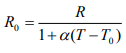 R₀ = R / (1 + α(T − T₀))